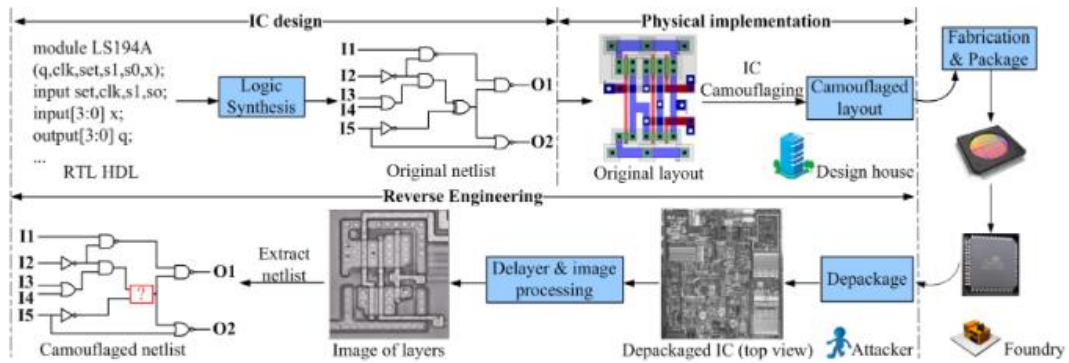 IC design
Physical implementation
module LS194A
(q,clk,set,s1,s0,x);
input set,clk,s1,so;
input[3:0] x;
output[3:0] q;
...
RTL HDL
Logic
Synthesis
I1
I2
I3
I4
I5
O1
O2
Original netlist
Original layout
IC
Camouflaging
Camouflaged
layout
Design house
Fabrication
& Package
Reverse Engineering
I1
I2
I3
I4
I5
?
O1
O2
Camouflaged netlist
Extract
netlist
Image of layers
Delayer & image
processing
Depackaged IC (top view)
Depackage
Attacker
Foundry